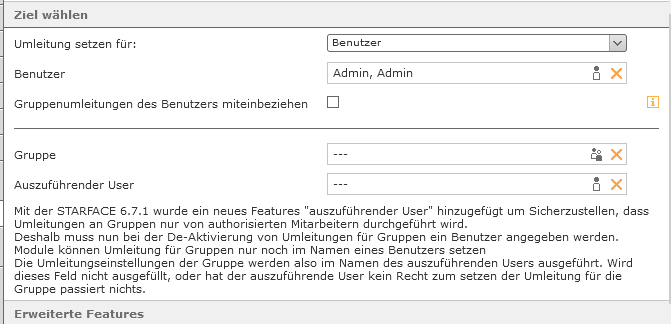 Ziel wählen
Umleitung setzen für: Benutzer
Benutzer Admin, Admin
Gruppenumleitungen des Benutzers miteinbeziehen
Gruppe ---
Auszuführender User ---
Mit der STARFACE 6.7.1 wurde ein neues Features "auszuführender User" hinzugefügt um Sicherzustellen, dass
Umleitungen an Gruppen nur von authorisierten Mitarbeitern durchgeführt wird.
Deshalb muss nun bei der De-Aktivierung von Umleitungen für Gruppen ein Benutzer angegeben werden.
Module können Umleitung für Gruppen nur noch im Namen eines Benutzers setzen
Die Umleitungseinstellungen der Gruppe werden also im Namen des auszuführenden Users ausgeführt. Wird
dieses Feld nicht ausgefüllt, oder hat der auszuführende User kein Recht zum setzen der Umleitung für die
Gruppe passiert nichts.
Erweiterte Features